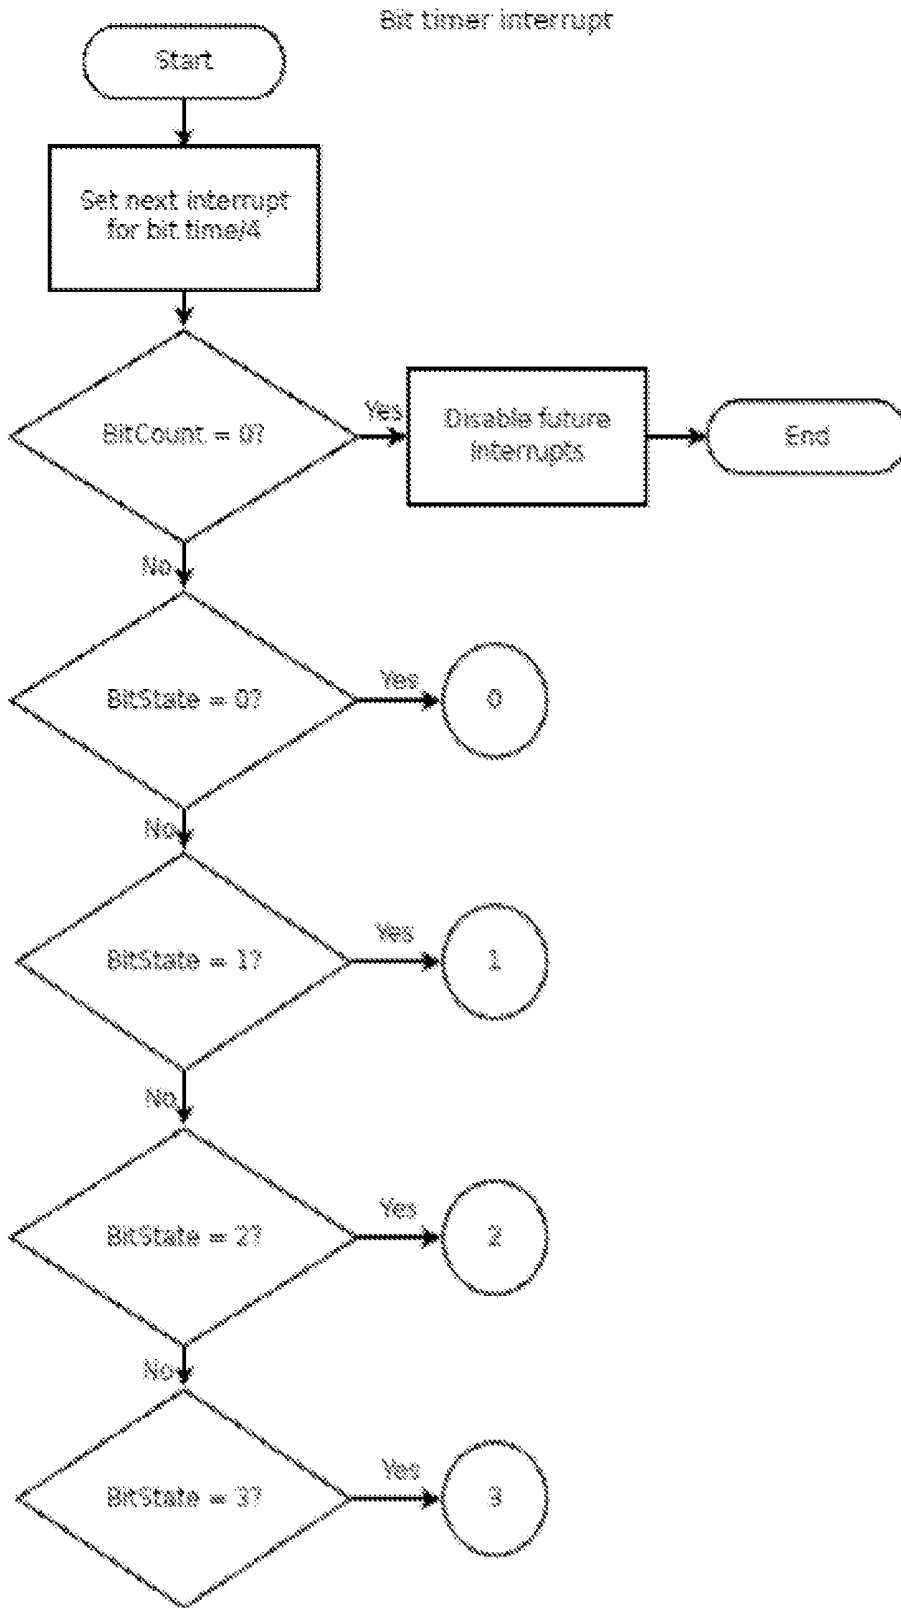 Bit timer interrupt
Start
Set next interrupt
for bit time/4
BitCount = 0?
Yes
Disable future
interrupts
End
No
BitState = 0?
Yes
0
No
BitState = 1?
Yes
1
No
BitState = 2?
Yes
2
No
BitState = 3?
Yes
3